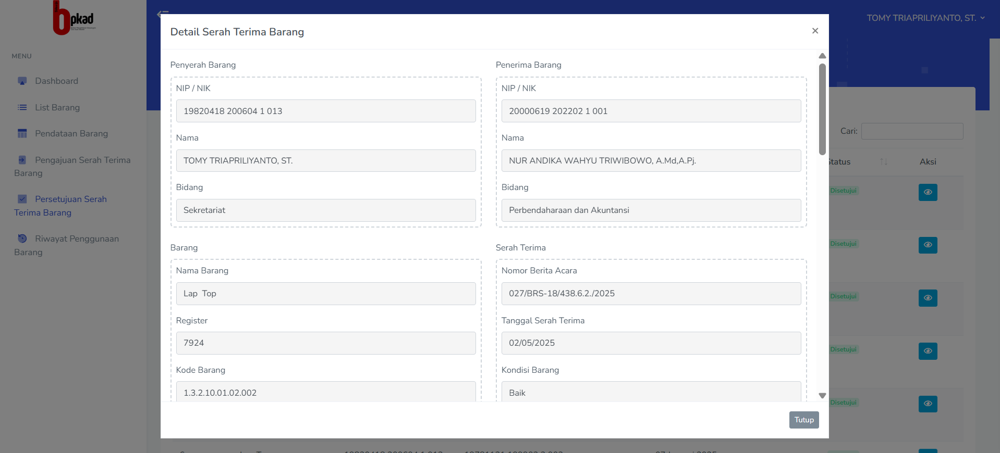 bpkad
TOMY TRIAPRILIYANTO, ST.
MENU
Dashboard
List Barang
Pendataan Barang
Pengajuan Serah Terima
Barang
Persetujuan Serah
Terima Barang
Riwayat Penggunaan
Barang
Detail Serah Terima Barang
×
Penyerah Barang
NIP / NIK
19820418 200604 1 013
Nama
TOMY TRIAPRILIYANTO, ST.
Bidang
Sekretariat
Penerima Barang
NIP / NIK
20000619 202202 1 001
Nama
NUR ANDIKA WAHYU TRIWIBOWO, A.Md,A.Pj.
Bidang
Perbendaharaan dan Akuntansi
Barang
Nama Barang
Lap  Top
Register
7924
Kode Barang
1.3.2.10.01.02.002
Serah Terima
Nomor Berita Acara
027/BRS-18/438.6.2./2025
Tanggal Serah Terima
02/05/2025
Kondisi Barang
Baik
Tutup
Cari:
Status
Aksi
Disetujui
Disetujui
Disetujui
Disetujui
Disetujui